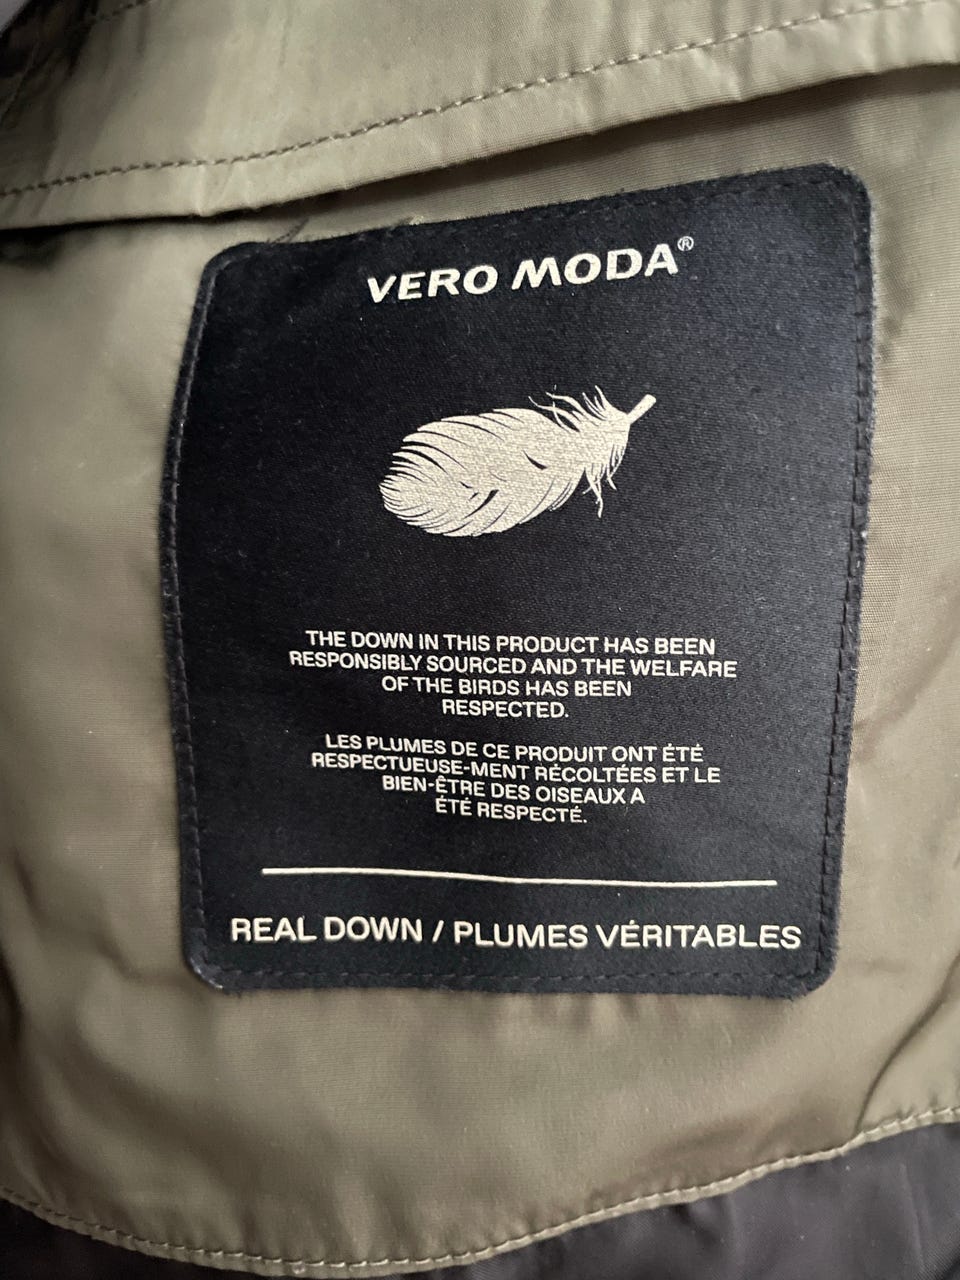 VERO MODA®
THE DOWN IN THIS PRODUCT HAS BEEN
RESPONSIBLY SOURCED AND THE WELFARE
OF THE BIRDS HAS BEEN
RESPECTED.
LES PLUMES DE CE PRODUIT ONT ÉTÉ
RESPECTUEUSE-MENT RÉCOLTÉES ET LE
BIEN-ÊTRE DES OISEAUX A
ÉTÉ RESPECTÉ.
REAL DOWN / PLUMES VÉRITABLES